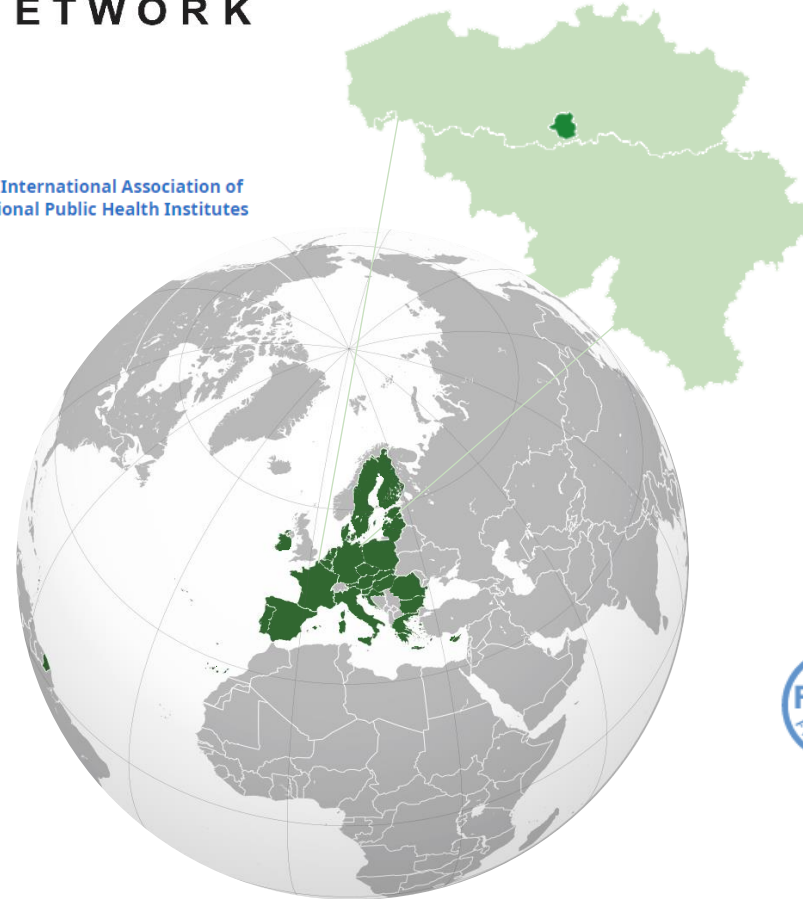 ETWORK
International Association of
ional Public Health Institutes